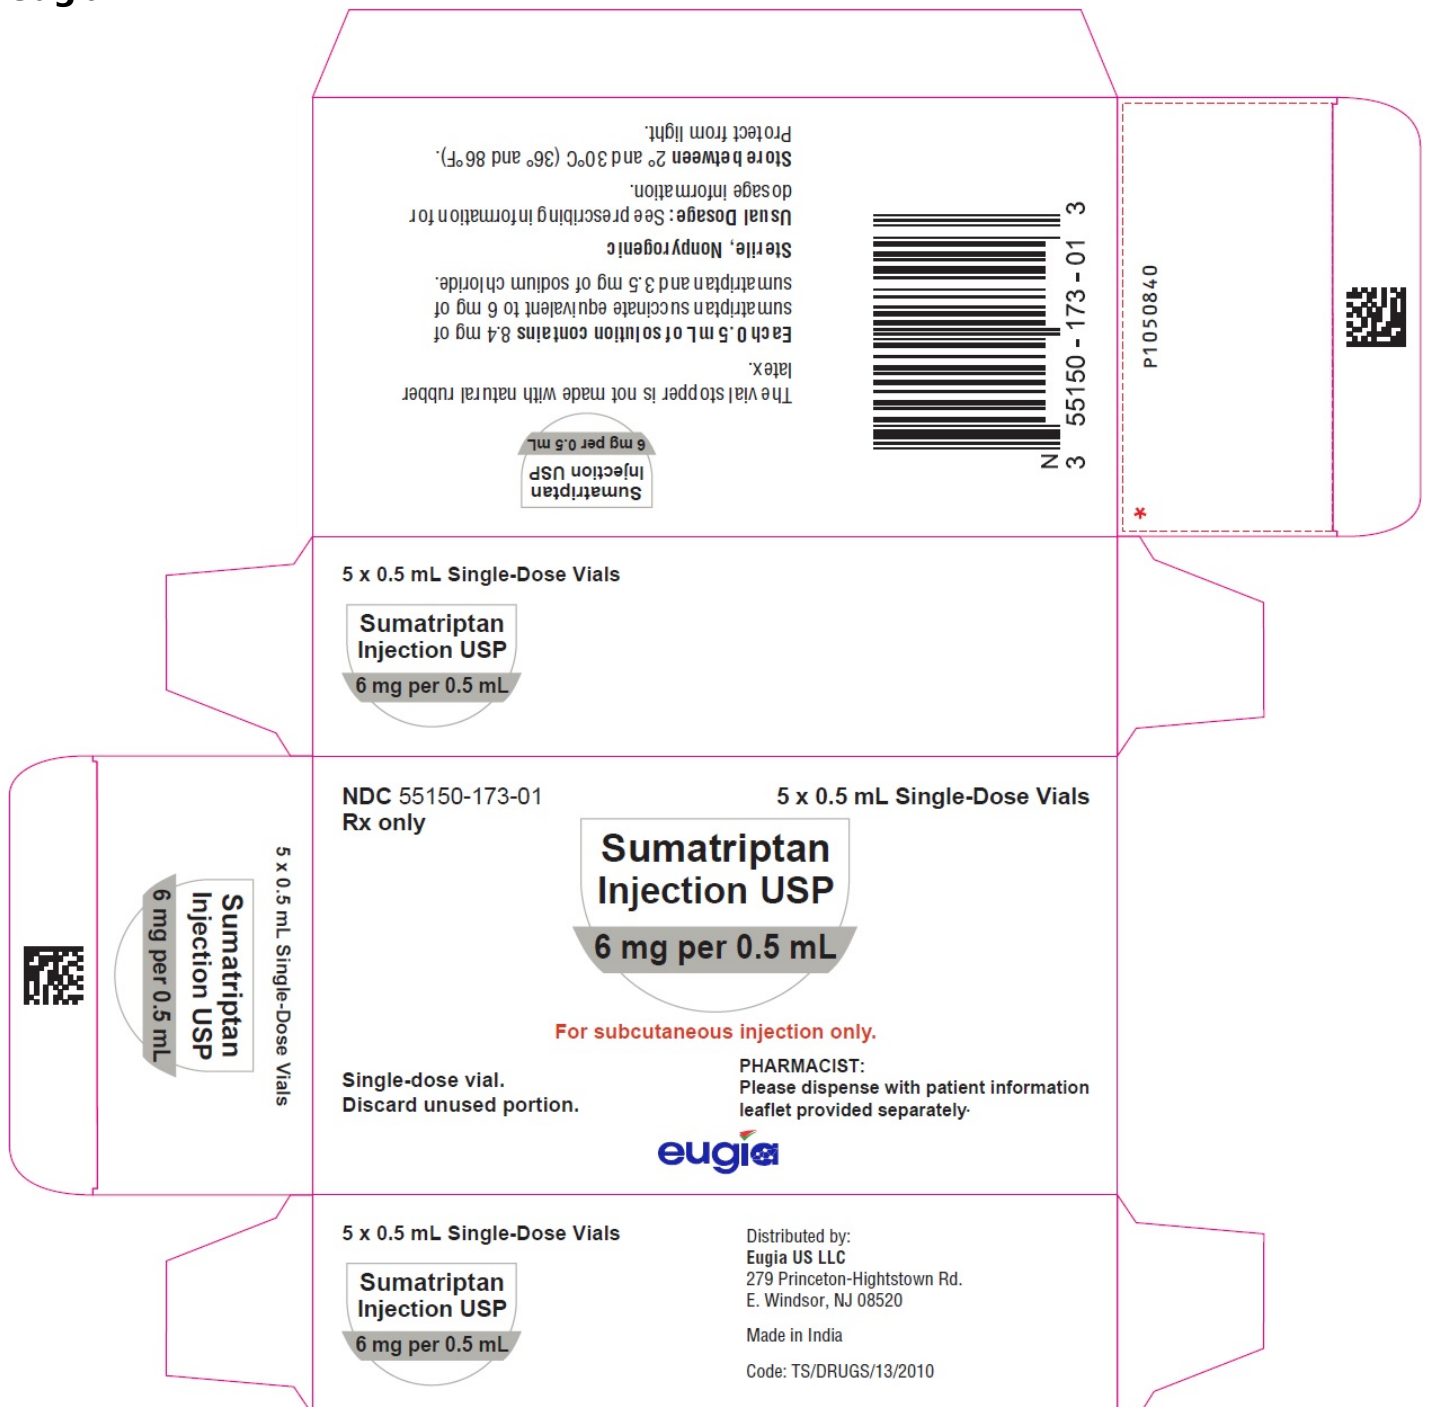 Protect from light.
Store between 2° and 30°C (36° and 86°F).
dosage information.
Usual Dosage: See prescribing information for
Sterile, Nonpyrogenic
sumatriptan and 3.5 mg of sodium chloride.
sumatriptan succinate equivalent to 6 mg of
Each 0.5 mL of solution contains 8.4 mg of
latex.
The vial stopper is not made with natural rubber
6 mg per 0.5 mL
Injection USP
Sumatriptan
N
3 55150-173-01 3
P1050840
*
5 x 0.5 mL Single-Dose Vials
Sumatriptan
Injection USP
6 mg per 0.5 mL
5 x 0.5 mL Single-Dose Vials
Sumatriptan
Injection USP
6 mg per 0.5 mL
NDC 55150-173-01
Rx only
5 x 0.5 mL Single-Dose Vials
Sumatriptan
Injection USP
6 mg per 0.5 mL
For subcutaneous injection only.
Single-dose vial.
Discard unused portion.
PHARMACIST:
Please dispense with patient information
leaflet provided separately.
eugia
5 x 0.5 mL Single-Dose Vials
Sumatriptan
Injection USP
6 mg per 0.5 mL
Distributed by:
Eugia US LLC
279 Princeton-Hightstown Rd.
E. Windsor, NJ 08520
Made in India
Code: TS/DRUGS/13/2010